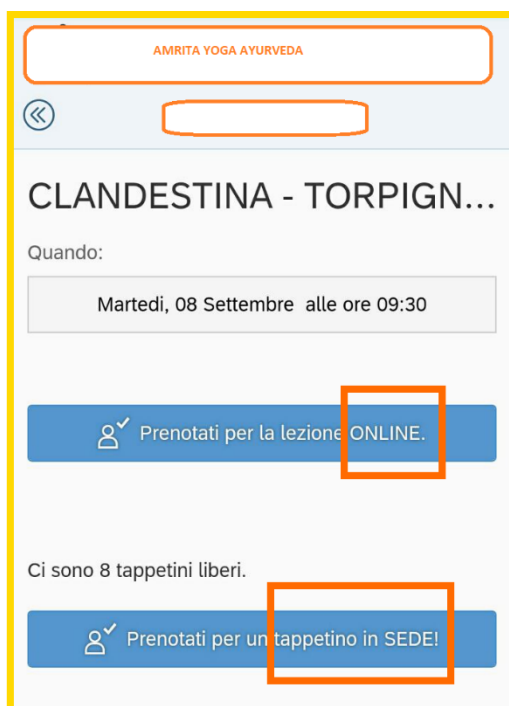 AMRITA YOGA AYURVEDA
CLANDESTINA - TORPIGN...
Quando:
Martedi, 08 Settembre alle ore 09:30
Prenotati per la lezione ONLINE.
Ci sono 8 tappetini liberi.
Prenotati per un tappetino in SEDE!